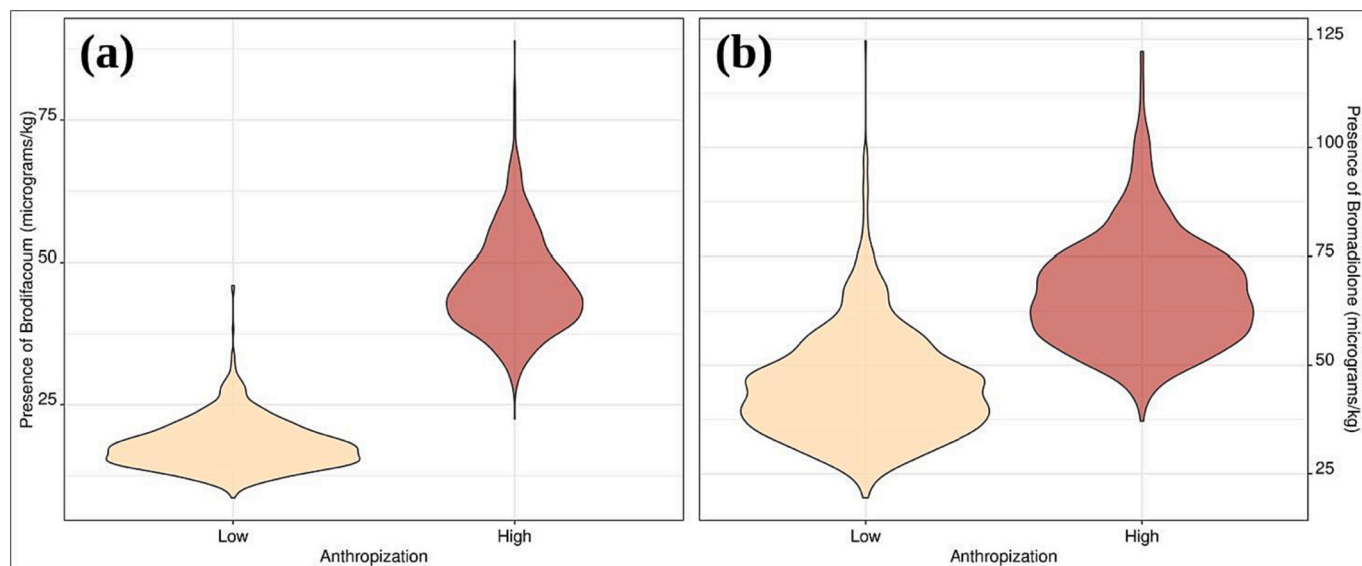 (a)
Presence of Brodifacoum (micrograms/kg)
75
50
25
Low
High
Anthropization
(b)
125
100
75
50
25
Presence of Bromadiolone (micrograms/kg)
Low
High
Anthropization